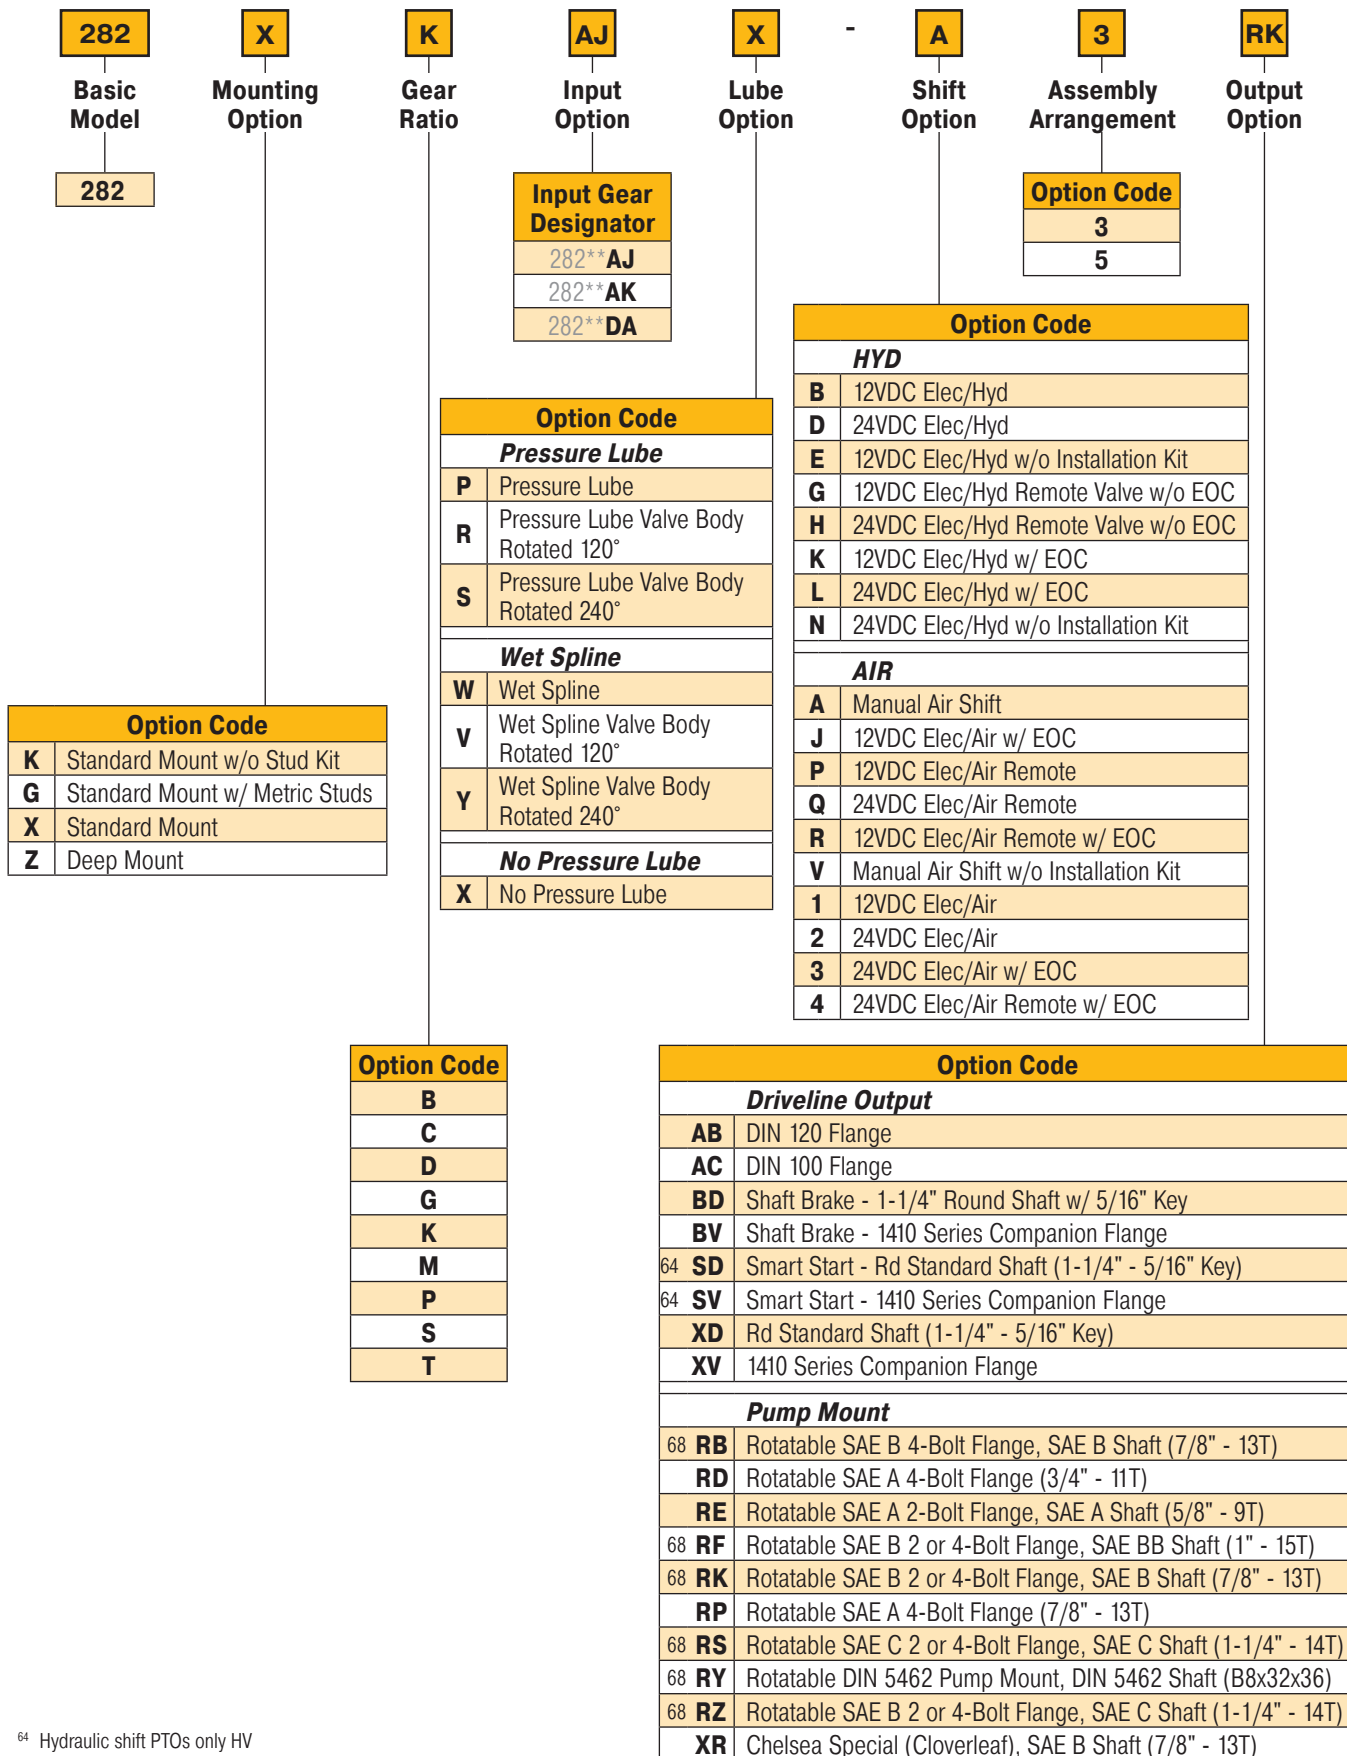 282 X K AJ X - A 3 RK
Basic Model
Mounting Option
Gear Ratio
Input Option
Lube Option
Shift Option
Assembly Arrangement
Output Option
282
Input Gear Designator
282**AJ
282**AK
282**DA
Option Code
3
5
Option Code
HYD
B 12VDC Elec/Hyd
D 24VDC Elec/Hyd
E 12VDC Elec/Hyd w/o Installation Kit
G 12VDC Elec/Hyd Remote Valve w/o EOC
H 24VDC Elec/Hyd Remote Valve w/o EOC
K 12VDC Elec/Hyd w/ EOC
L 24VDC Elec/Hyd w/ EOC
N 24VDC Elec/Hyd w/o Installation Kit
AIR
A Manual Air Shift
J 12VDC Elec/Air w/ EOC
P 12VDC Elec/Air Remote
Q 24VDC Elec/Air Remote
R 12VDC Elec/Air Remote w/ EOC
V Manual Air Shift w/o Installation Kit
1 12VDC Elec/Air
2 24VDC Elec/Air
3 24VDC Elec/Air w/ EOC
4 24VDC Elec/Air Remote w/ EOC
Option Code
Pressure Lube
P Pressure Lube
R Pressure Lube Valve Body
Rotated 120°
S Pressure Lube Valve Body
Rotated 240°
Wet Spline
W Wet Spline
V Wet Spline Valve Body
Rotated 120°
Y Wet Spline Valve Body
Rotated 240°
No Pressure Lube
X No Pressure Lube
Option Code
K Standard Mount w/o Stud Kit
G Standard Mount w/ Metric Studs
X Standard Mount
Z Deep Mount
Option Code
B
C
D
G
K
M
P
S
T
Option Code
Driveline Output
AB DIN 120 Flange
AC DIN 100 Flange
BD Shaft Brake - 1-1/4" Round Shaft w/ 5/16" Key
BV Shaft Brake - 1410 Series Companion Flange
64 SD Smart Start - Rd Standard Shaft (1-1/4" - 5/16" Key)
64 SV Smart Start - 1410 Series Companion Flange
XD Rd Standard Shaft (1-1/4" - 5/16" Key)
XV 1410 Series Companion Flange
Pump Mount
68 RB Rotatable SAE B 4-Bolt Flange, SAE B Shaft (7/8" - 13T)
RD Rotatable SAE A 4-Bolt Flange (3/4" - 11T)
RE Rotatable SAE A 2-Bolt Flange, SAE A Shaft (5/8" - 9T)
68 RF Rotatable SAE B 2 or 4-Bolt Flange, SAE BB Shaft (1" - 15T)
68 RK Rotatable SAE B 2 or 4-Bolt Flange, SAE B Shaft (7/8" - 13T)
RP Rotatable SAE A 4-Bolt Flange (7/8" - 13T)
68 RS Rotatable SAE C 2 or 4-Bolt Flange, SAE C Shaft (1-1/4" - 14T)
68 RY Rotatable DIN 5462 Pump Mount, DIN 5462 Shaft (B8x32x36)
68 RZ Rotatable SAE B 2 or 4-Bolt Flange, SAE C Shaft (1-1/4" - 14T)
XR Chelsea Special (Cloverleaf), SAE B Shaft (7/8" - 13T)
64 Hydraulic shift PTOs only HV